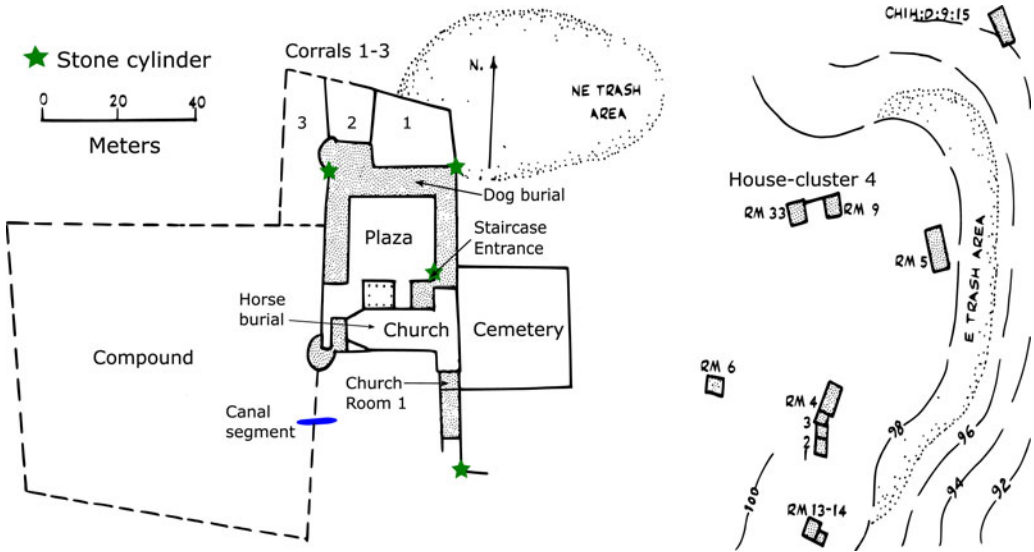 Stone cylinder
0 20 40
Meters
Corrals 1-3
3
2
1
N.
NE TRASH
AREA
Dog burial
Plaza
Staircase
Entrance
Horse
burial
Church
Cemetery
Compound
Church
Room 1
Canal
segment
CHIH:D:9:15
House-cluster 4
RM 33
RM 9
RM 5
E TRASH AREA
RM 6
RM 4
3
2
1
RM 13-14
100
98
96
94
92